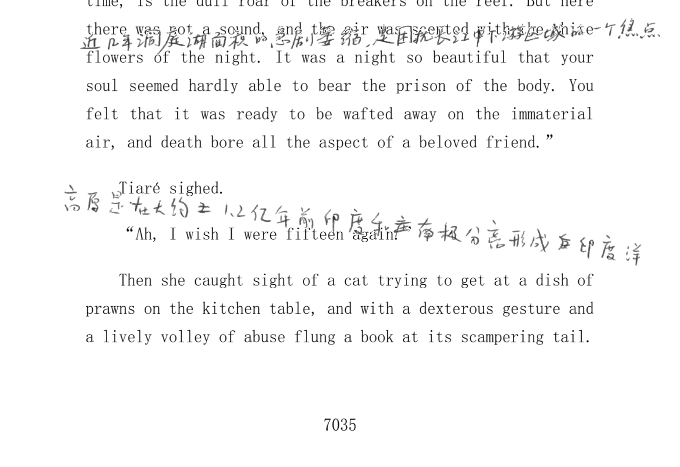 time, is the dull roar of the breakers on the reef. But here
there was not a sound, and the air was scented with the white
近几年洞庭湖面积的急剧萎缩,是困扰长江中下游区域的一个焦点
flowers of the night. It was a night so beautiful that your
soul seemed hardly able to bear the prison of the body. You
felt that it was ready to be wafted away on the immaterial
air, and death bore all the aspect of a beloved friend.”
Tiaré sighed.
高原是在大约 1.2亿年前印度和 南极分离形成 印度洋
“Ah, I wish I were fifteen again.
Then she caught sight of a cat trying to get at a dish of
prawns on the kitchen table, and with a dexterous gesture and
a lively volley of abuse flung a book at its scampering tail.
7035